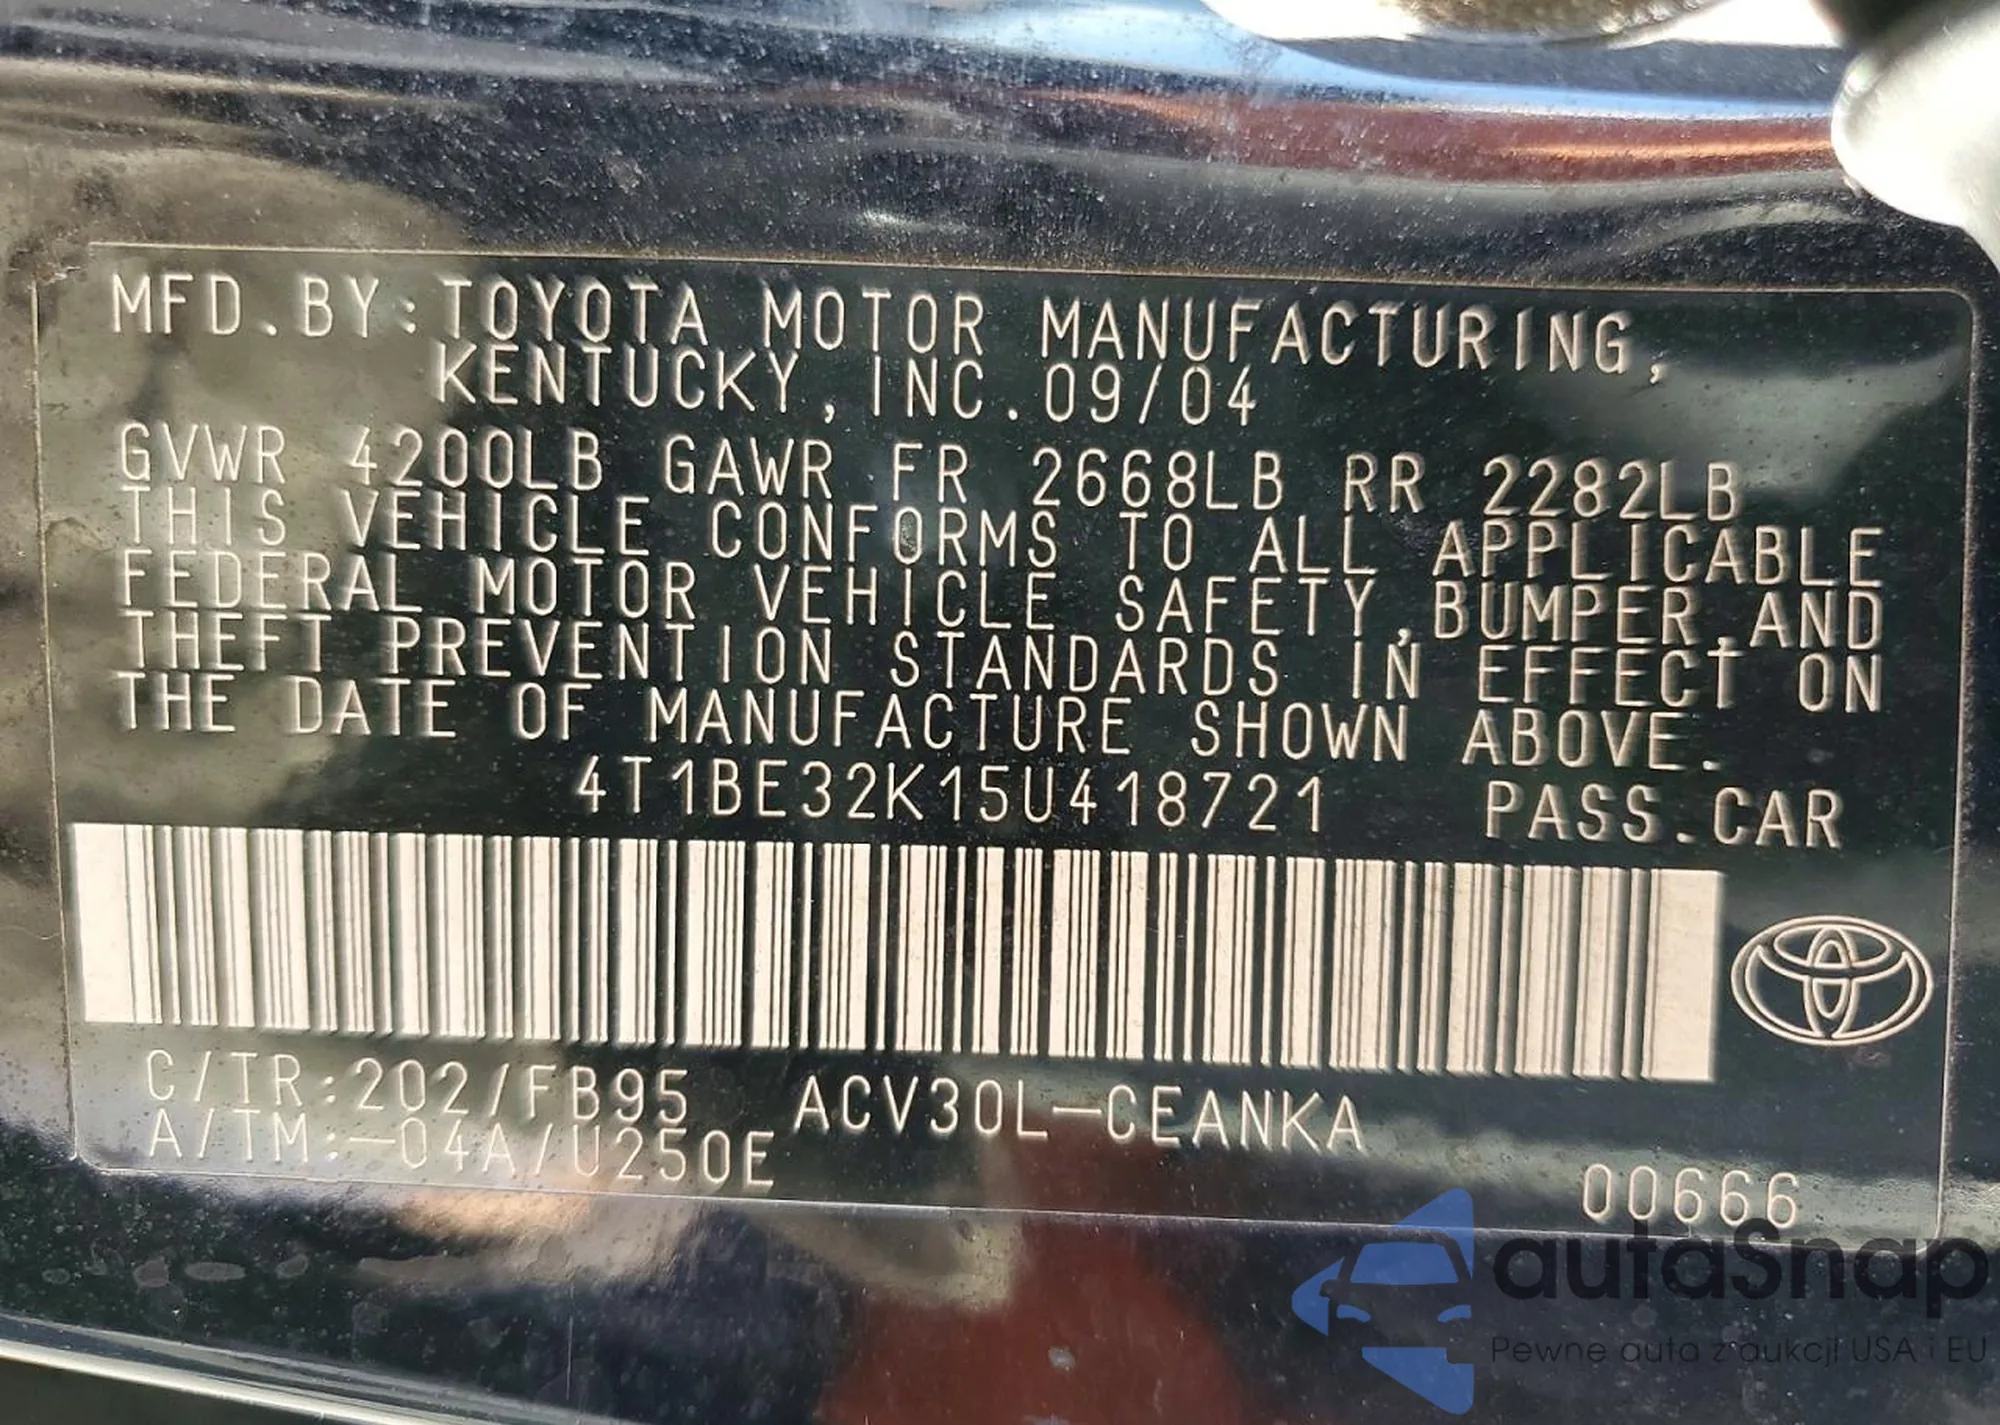 MFD.BY:TOYOTA MOTOR MANUFACTURING,
KENTUCKY, INC.09/04
GVWR 4200LB GAWR FR 2668LB RR 2282LB
THIS VEHICLE CONFORMS TO ALL APPLICABLE
FEDERAL MOTOR VEHICLE SAFETY,BUMPER,AND
THEFT PREVENTION STANDARDS IN EFFECT ON
THE DATE OF MANUFACTURE SHOWN ABOVE.
4T1BE32K15U418721 PASS.CAR
C/TR:202/FB95 ACV30L-CEANKA
A/TM:-04A/U250E
00666
autaSnap
Pewne auta z aukcji USA i EU